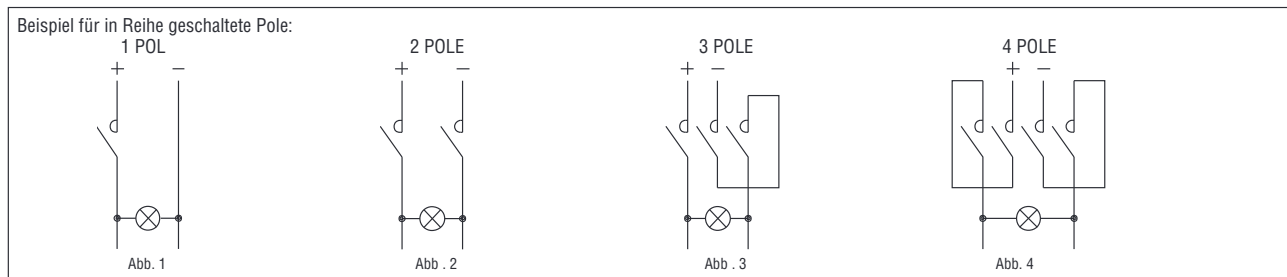 Beispiel für in Reihe geschaltete Pole:
1 POL 2 POLE 3 POLE 4 POLE
+ − + − + − + −
Abb. 1 Abb . 2 Abb . 3 Abb. 4